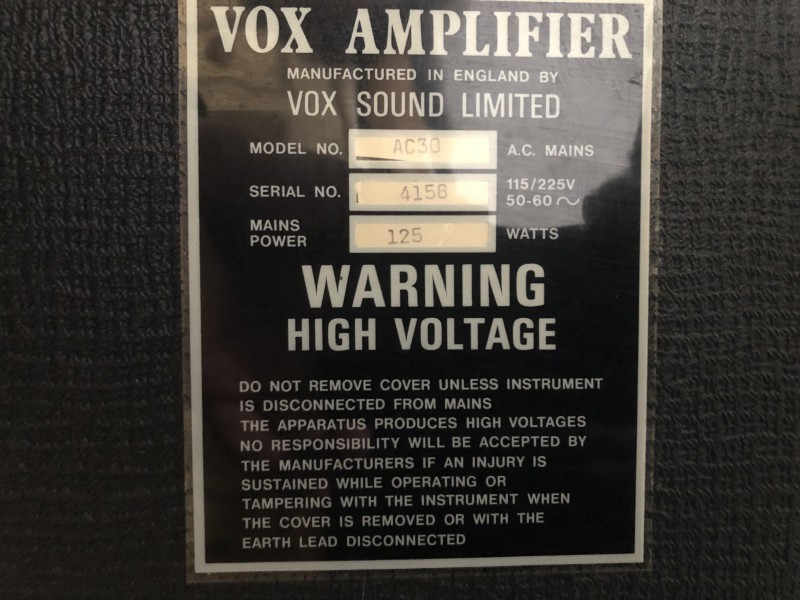 VOX AMPLIFIER
MANUFACTURED IN ENGLAND BY
VOX SOUND LIMITED
MODEL NO. AC30 A.C. MAINS
SERIAL NO. 4158 115/225V
50-60 ~
MAINS
POWER 125 WATTS
WARNING
HIGH VOLTAGE
DO NOT REMOVE COVER UNLESS INSTRUMENT
IS DISCONNECTED FROM MAINS
THE APPARATUS PRODUCES HIGH VOLTAGES
NO RESPONSIBILITY WILL BE ACCEPTED BY
THE MANUFACTURERS IF AN INJURY IS
SUSTAINED WHILE OPERATING OR
TAMPERING WITH THE INSTRUMENT WHEN
THE COVER IS REMOVED OR WITH THE
EARTH LEAD DISCONNECTED